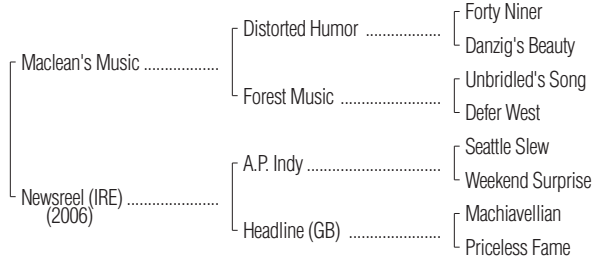 Forty Niner
Distorted Humor ..................
Danzig's Beauty
Maclean's Music ..................
Unbridled's Song
Forest Music ........................
Defer West
Seattle Slew
A.P. Indy ................................
Weekend Surprise
Newsreel (IRE) ......................
(2006)
Machiavellian
Headline (GB) ......................
Priceless Fame